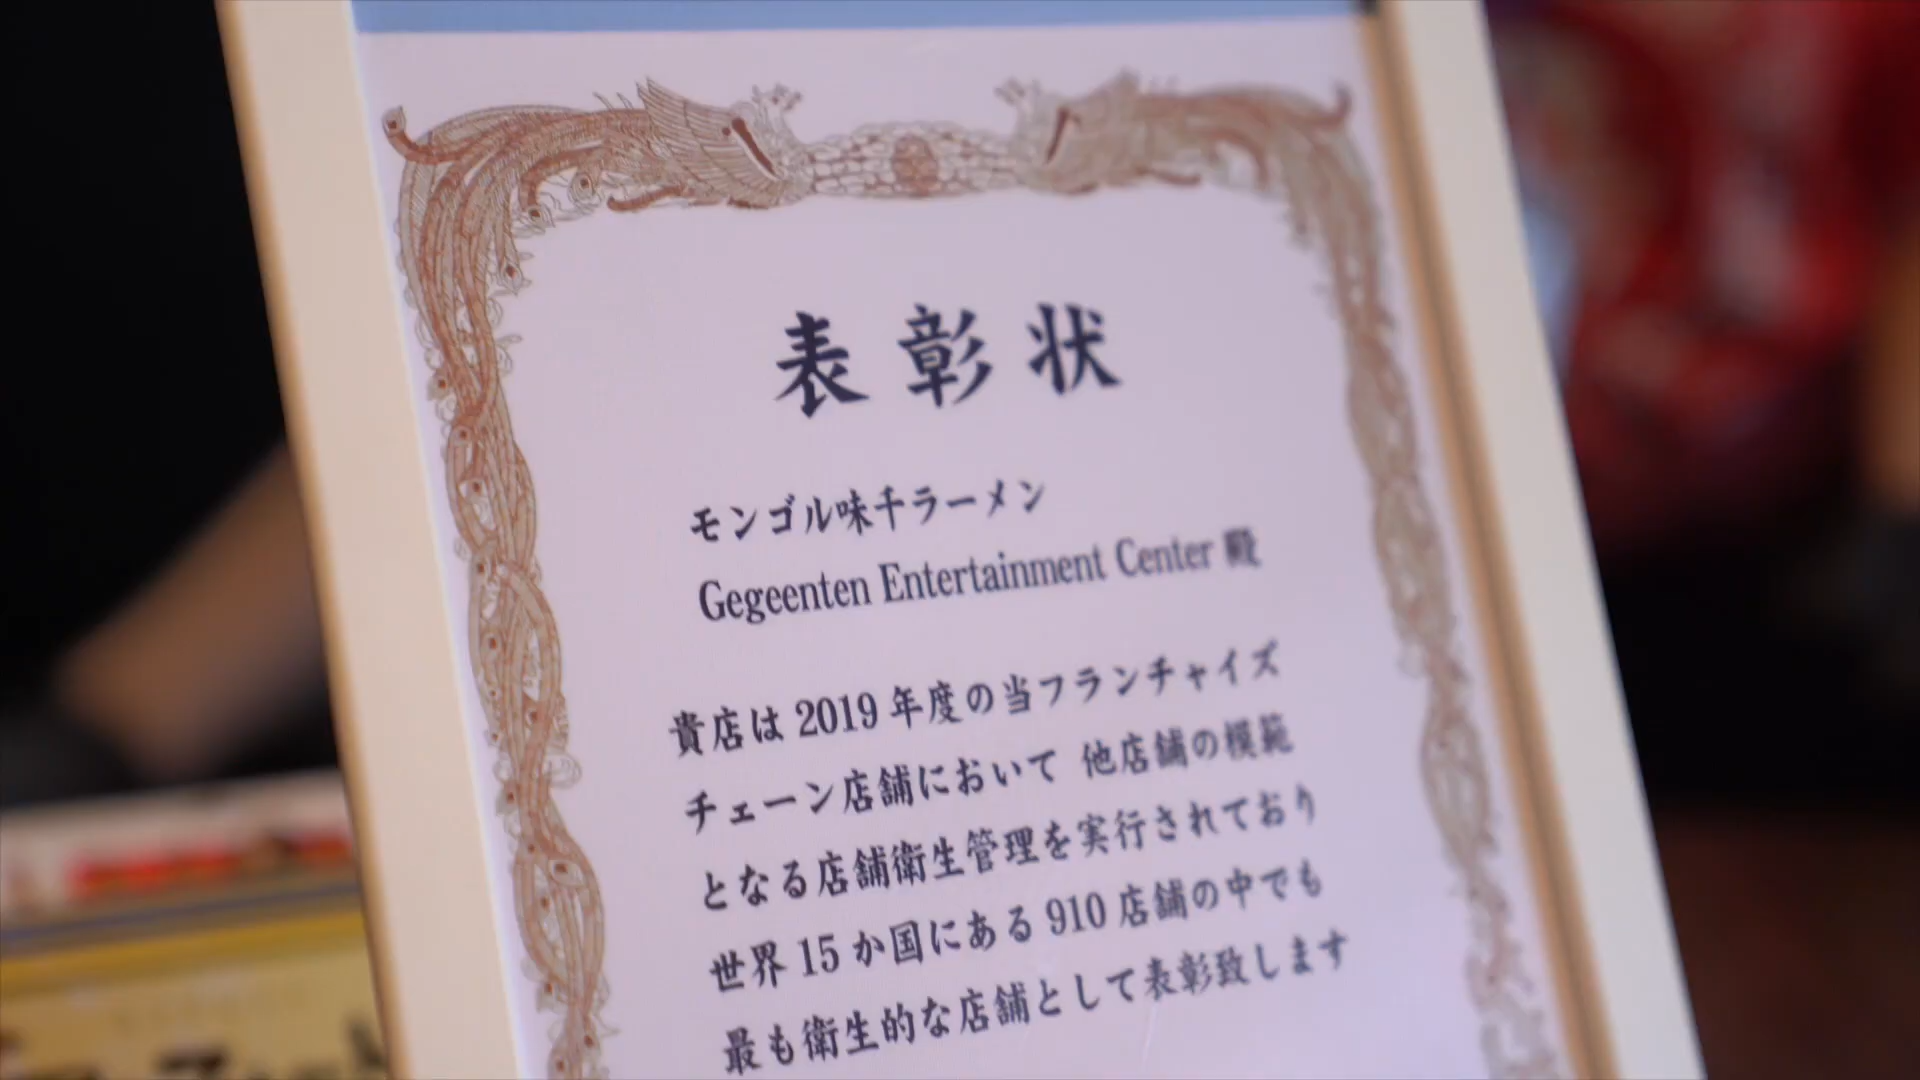 表彰状
モンゴル味千ラーメン
Gegeenten Entertainment Center 殿
貴店は 2019 年度の当フランチャイズ
チェーン店舗において 他店舗の模範
となる店舗衛生管理を実行されており
世界 15 か国にある 910 店舗の中でも
最も衛生的な店舗として表彰致します